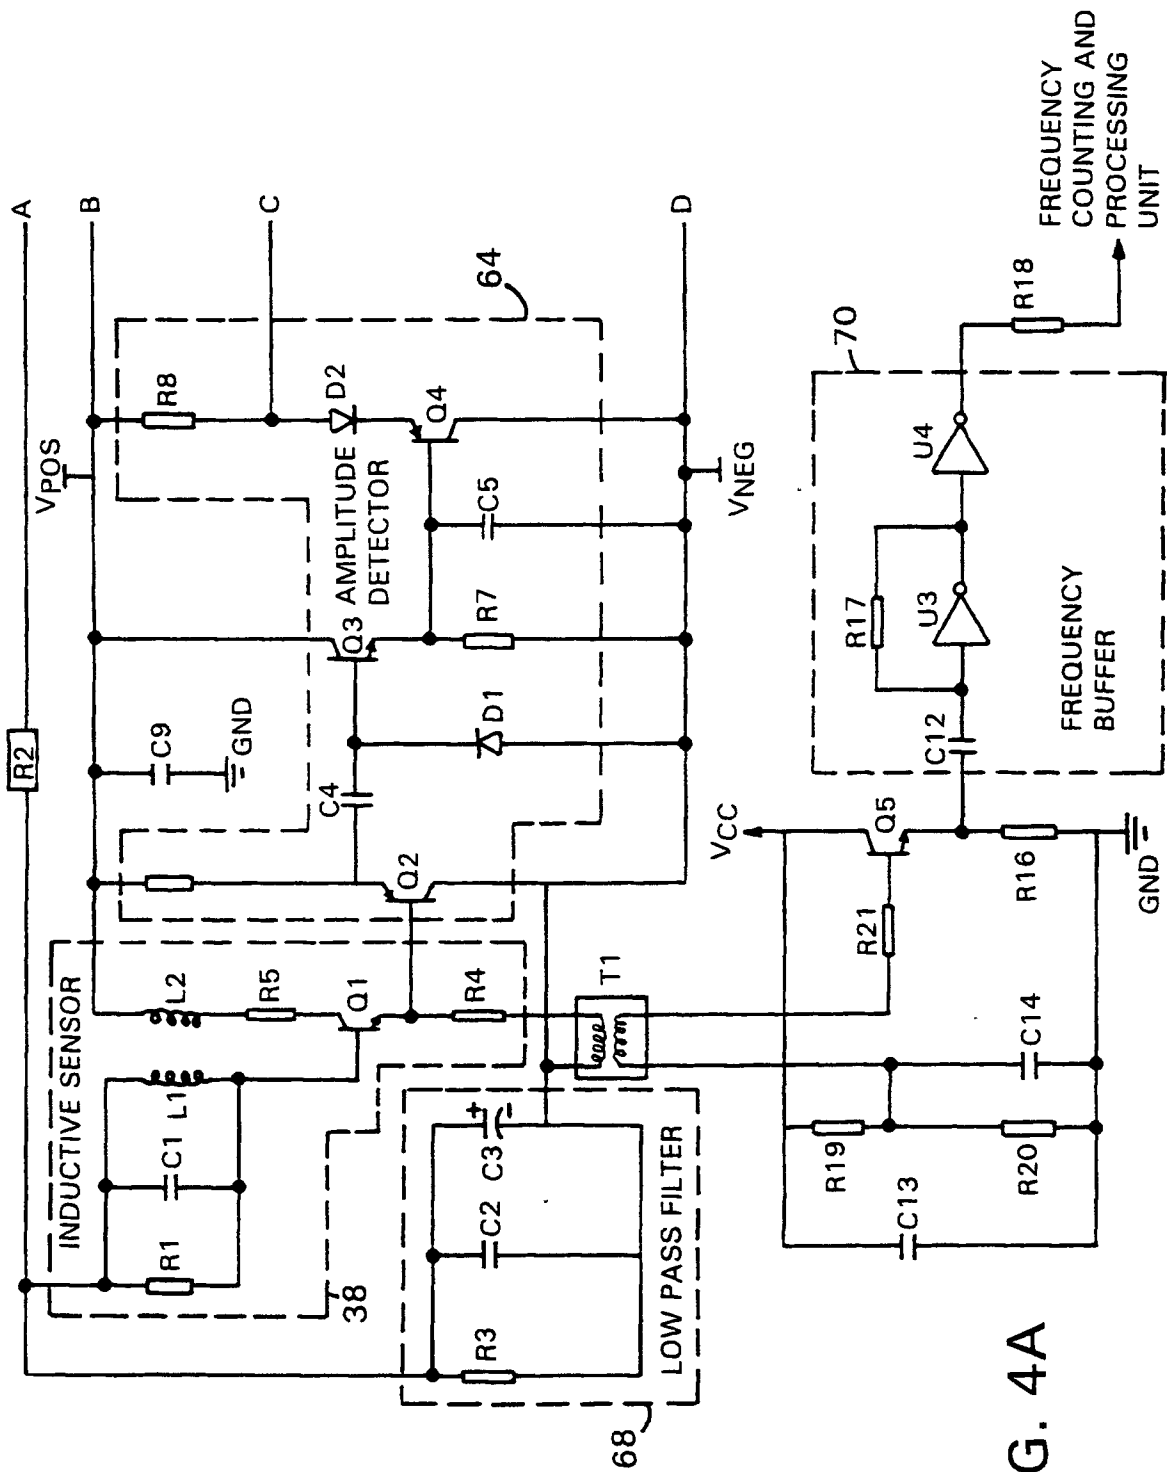 A
R2
VPOS
B
C9
GND
R8
C
INDUCTIVE SENSOR
L2
R5
Q1
R4
L1
C1
R1
38
Q2
C4
Q3
AMPLITUDE
DETECTOR
D2
Q4
D1
R7
C5
64
D
VNEG
LOW PASS FILTER
R3
C2
C3
+
-
68
T1
VCC
R21
Q5
R16
GND
R19
R20
C13
C14
FREQUENCY
BUFFER
C12
R17
U3
U4
70
R18
FREQUENCY
COUNTING AND
PROCESSING
UNIT
G. 4A